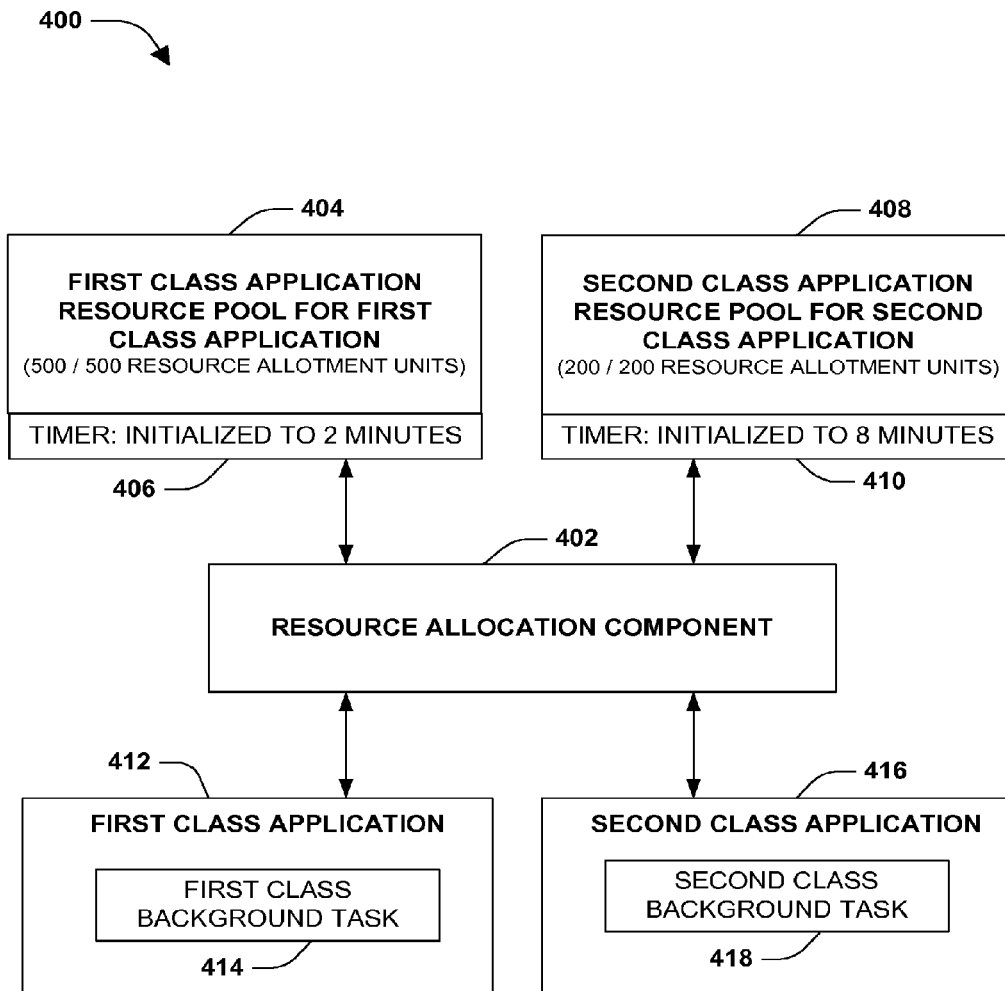 400
404
408
FIRST CLASS APPLICATION
RESOURCE POOL FOR FIRST
CLASS APPLICATION
(500 / 500 RESOURCE ALLOTMENT UNITS)
TIMER: INITIALIZED TO 2 MINUTES
406
SECOND CLASS APPLICATION
RESOURCE POOL FOR SECOND
CLASS APPLICATION
(200 / 200 RESOURCE ALLOTMENT UNITS)
TIMER: INITIALIZED TO 8 MINUTES
410
402
RESOURCE ALLOCATION COMPONENT
412
FIRST CLASS APPLICATION
FIRST CLASS
BACKGROUND TASK
414
416
SECOND CLASS APPLICATION
SECOND CLASS
BACKGROUND TASK
418